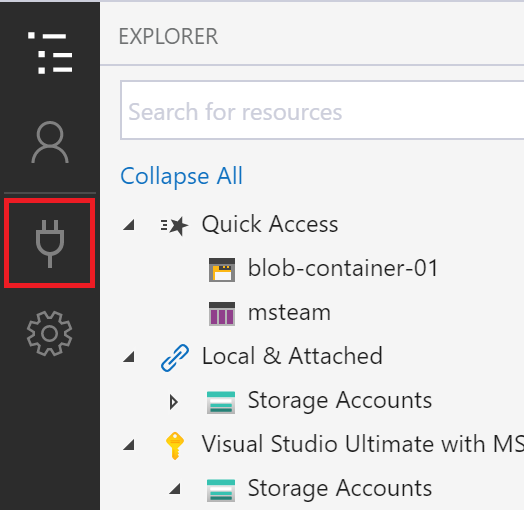 EXPLORER
Search for resources
Collapse All
Quick Access
blob-container-01
msteam
Local & Attached
Storage Accounts
Visual Studio Ultimate with MS
Storage Accounts